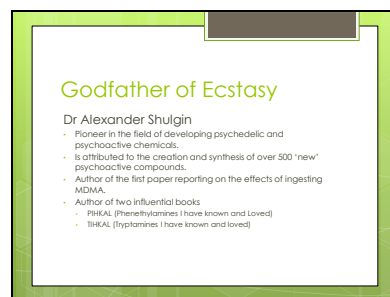 Godfather of Ecstasy
Dr Alexander Shulgin
• Pioneer in the field of developing psychedelic and
psychoactive chemicals.
• Is attributed to the creation and synthesis of over 500 'new'
psychoactive compounds.
• Author of the first paper reporting on the effects of ingesting
MDMA.
• Author of two influential books
• PIHKAL (Phenethylamines I have known and Loved)
• TIHKAL (Tryptamines I have known and loved)